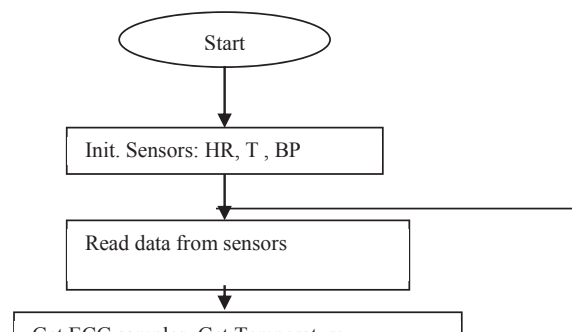 Start
Init. Sensors: HR, T , BP
Read data from sensors